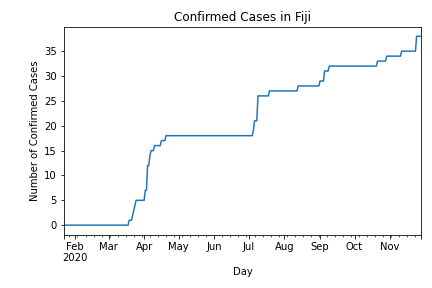 Confirmed Cases in Fiji
Number of Confirmed Cases
35
30
25
20
15
10
5
0
Feb Mar Apr May Jun Jul Aug Sep Oct Nov
2020
Day